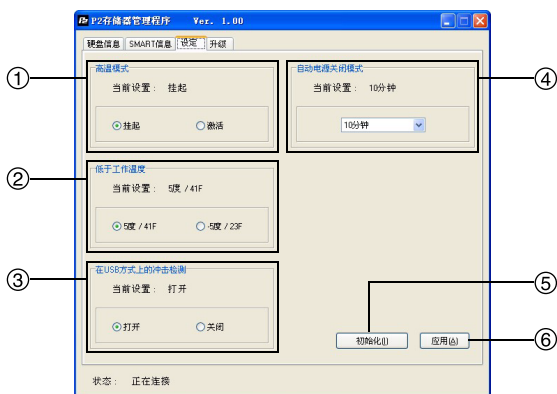 P2存储器管理程序 Ver. 1.00
硬盘信息 SMART信息 设定 升级
① 高温模式
当前设置: 挂起
挂起 激活
④ 自动电源关闭模式
当前设置: 10分钟
10分钟
② 低于工作温度
当前设置: 5度 / 41F
5度 / 41F -5度 / 23F
③ 在USB方式上的冲击检测
当前设置: 打开
打开 关闭
⑤ 初始化(I)
⑥ 应用(A)
状态: 正在连接